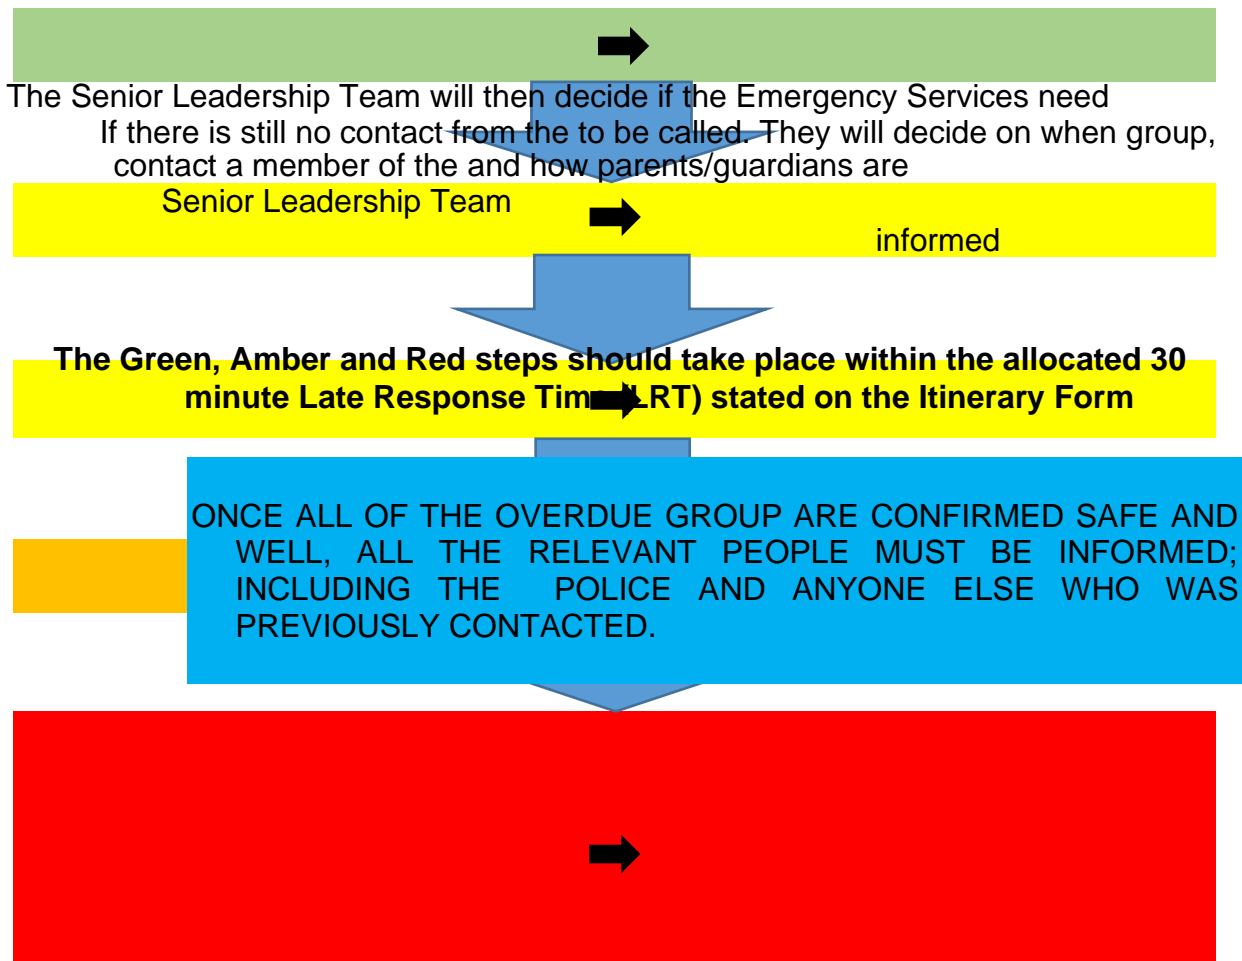 The Senior Leadership Team will then decide if the Emergency Services need
If there is still no contact from the to be called. They will decide on when group,
contact a member of the and how parents/guardians are
Senior Leadership Team
informed
The Green, Amber and Red steps should take place within the allocated 30
minute Late Response Time (LRT) stated on the Itinerary Form
ONCE ALL OF THE OVERDUE GROUP ARE CONFIRMED SAFE AND
WELL, ALL THE RELEVANT PEOPLE MUST BE INFORMED;
INCLUDING THE POLICE AND ANYONE ELSE WHO WAS
PREVIOUSLY CONTACTED.